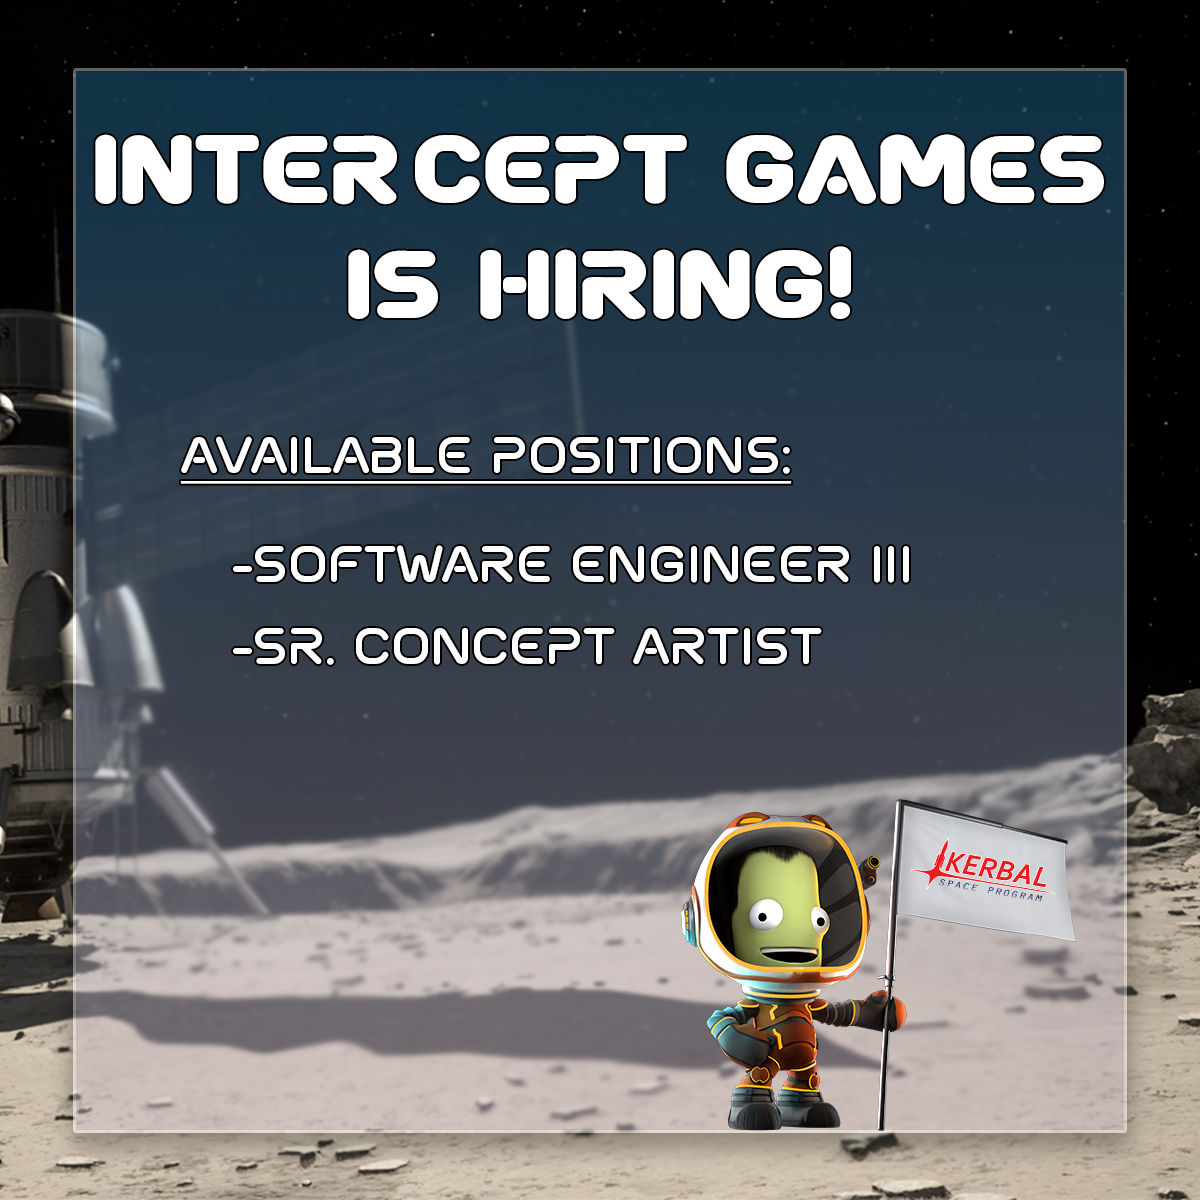 INTERCEPT GAMES
IS HIRING!
AVAILABLE POSITIONS:
-SOFTWARE ENGINEER III
-SR. CONCEPT ARTIST
KERBAL
SPACE PROGRAM